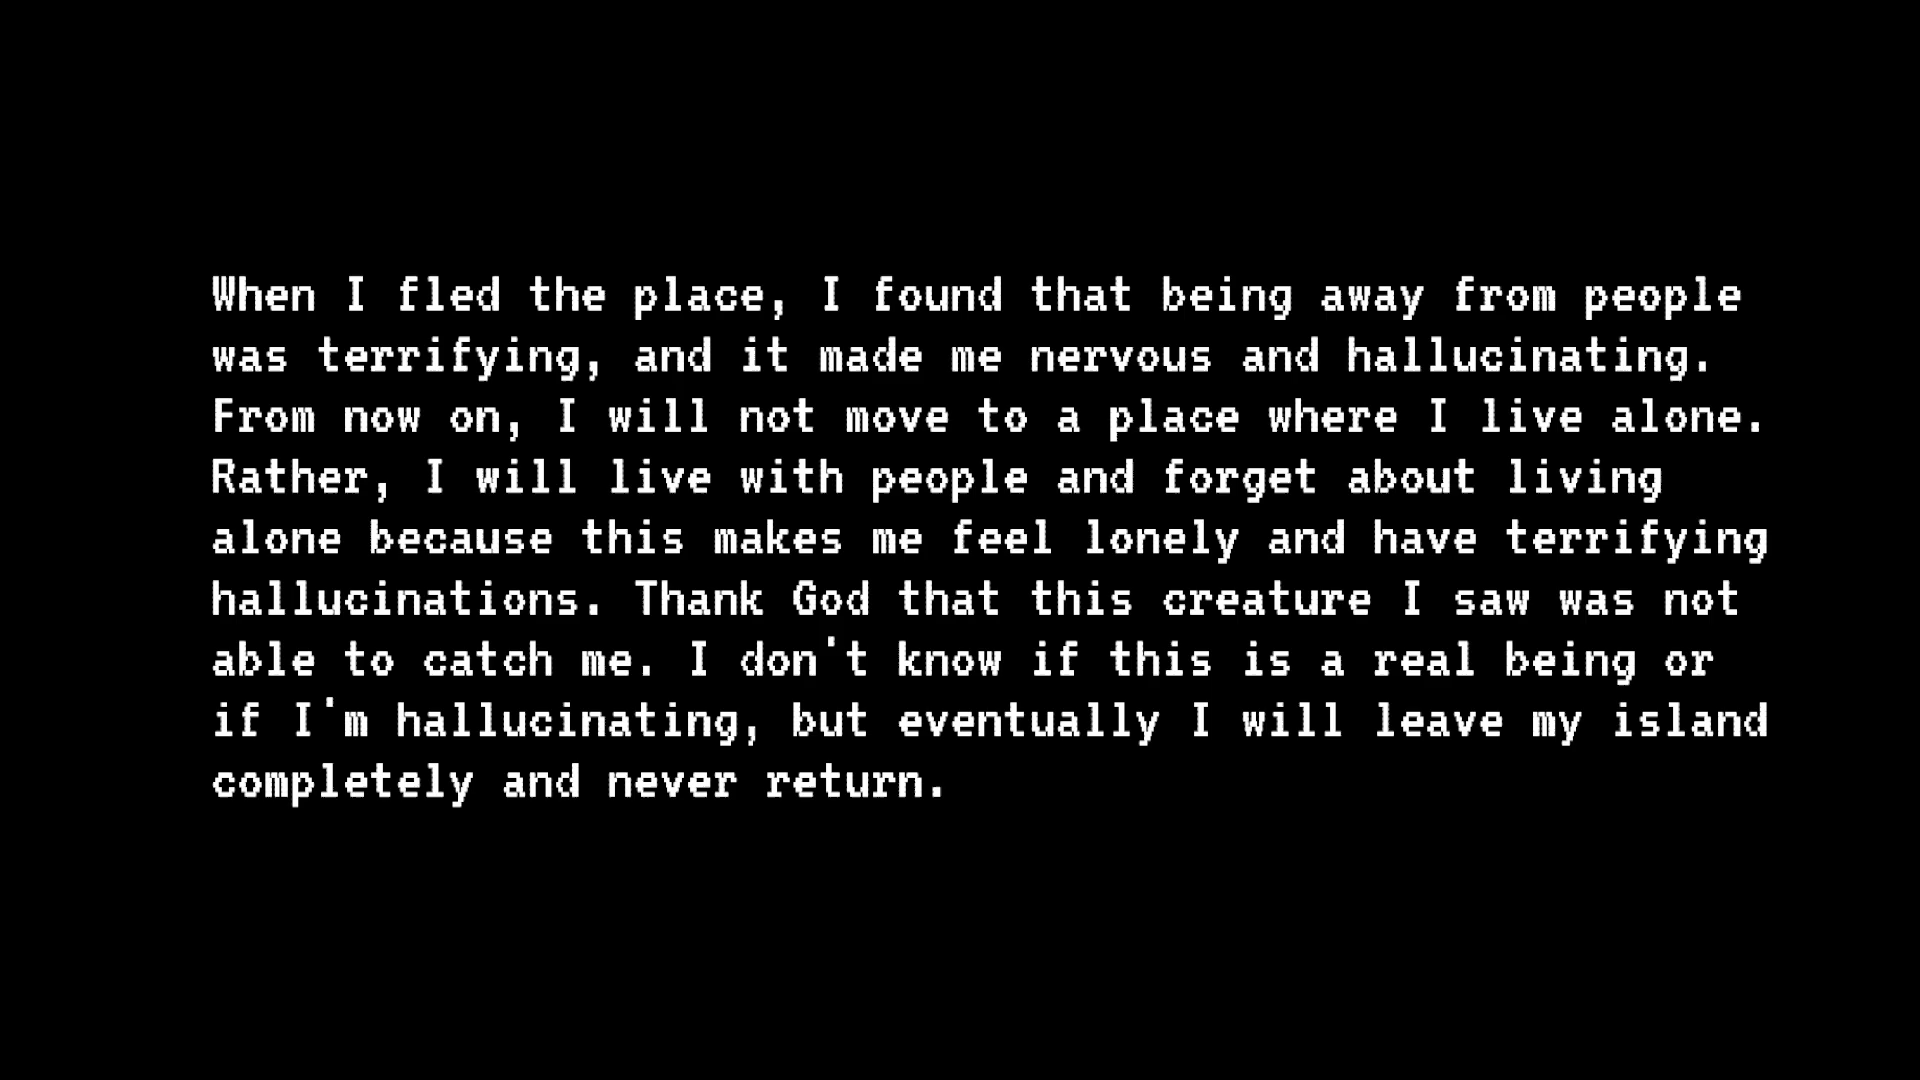 When I fled the place, I found that being away from people
was terrifying, and it made me nervous and hallucinating.
From now on, I will not move to a place where I live alone.
Rather, I will live with people and forget about living
alone because this makes me feel lonely and have terrifying
hallucinations. Thank God that this creature I saw was not
able to catch me. I don't know if this is a real being or
if I'm hallucinating, but eventually I will leave my island
completely and never return.